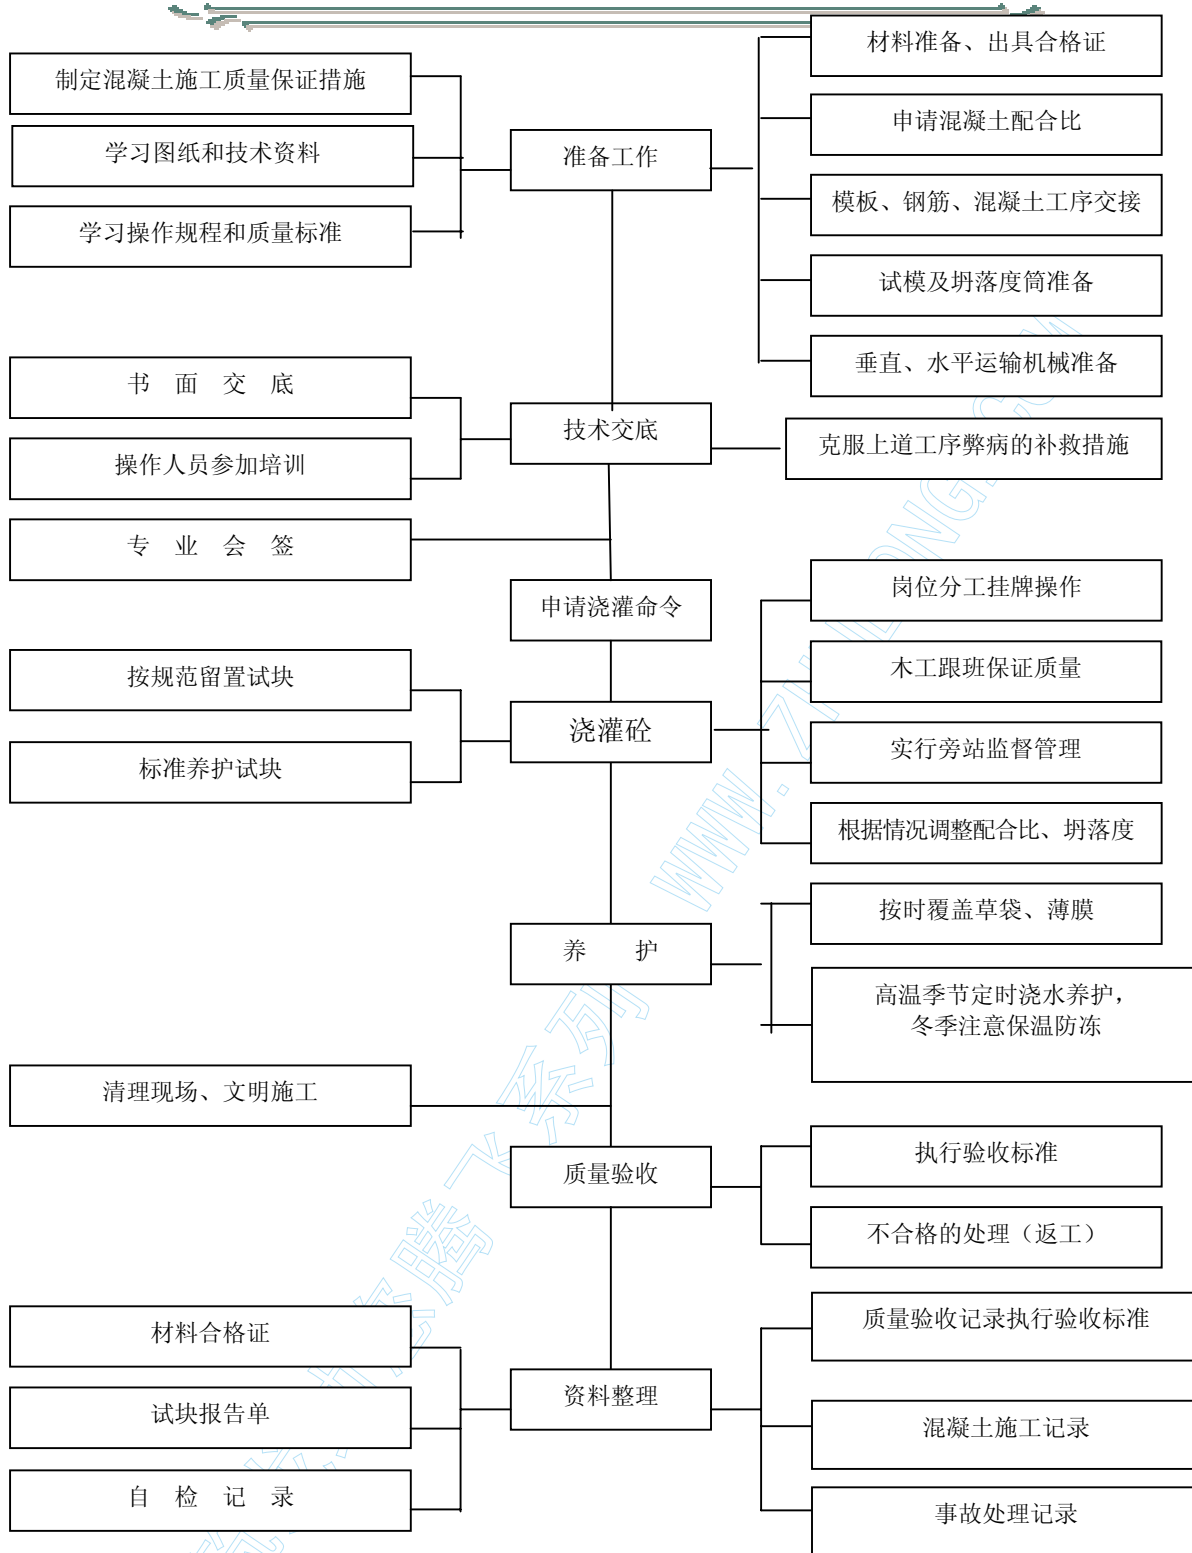 材料准备、出具合格证
制定混凝土施工质量保证措施
申请混凝土配合比
学习图纸和技术资料
准备工作
模板、钢筋、混凝土工序交接
学习操作规程和质量标准
试模及坍落度筒准备
垂直、水平运输机械准备
书 面 交 底
技术交底
克服上道工序弊病的补救措施
操作人员参加培训
专 业 会 签
岗位分工挂牌操作
申请浇灌命令
按规范留置试块
木工跟班保证质量
浇灌砼
实行旁站监督管理
标准养护试块
根据情况调整配合比、坍落度
按时覆盖草袋、薄膜
养 护
高温季节定时浇水养护，
冬季注意保温防冻
清理现场、文明施工
执行验收标准
质量验收
不合格的处理（返工）
质量验收记录执行验收标准
材料合格证
资料整理
试块报告单
混凝土施工记录
自 检 记 录
事故处理记录